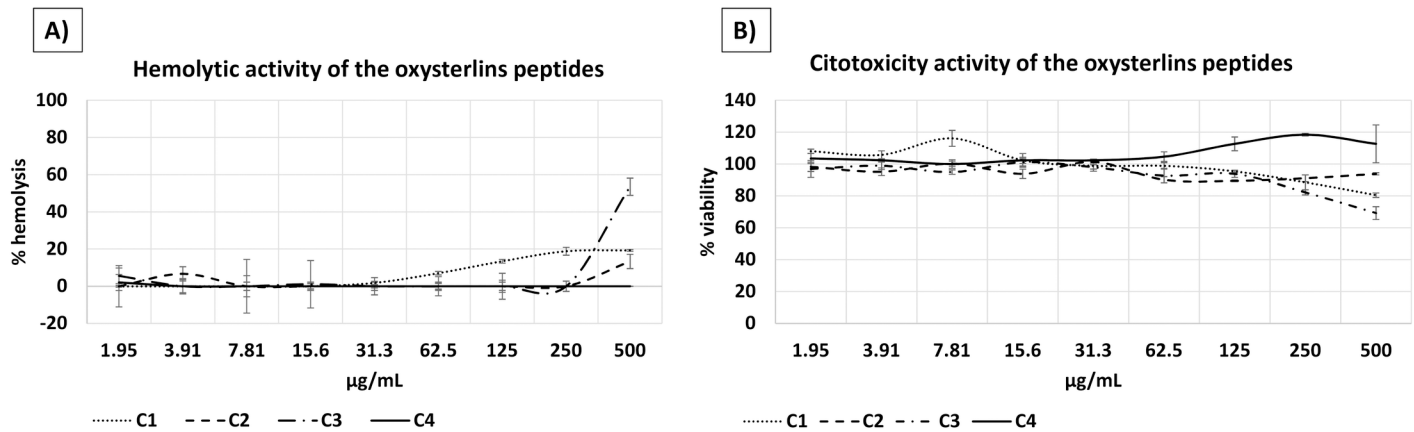 A)
Hemolytic activity of the oxysterlins peptides
% hemolysis
100
80
60
40
20
0
-20
1.95 3.91 7.81 15.6 31.3 62.5 125 250 500
µg/mL
C1 C2 C3 C4
B)
Citotoxicity activity of the oxysterlins peptides
% viability
140
120
100
80
60
40
20
0
1.95 3.91 7.81 15.6 31.3 62.5 125 250 500
µg/mL
C1 C2 C3 C4